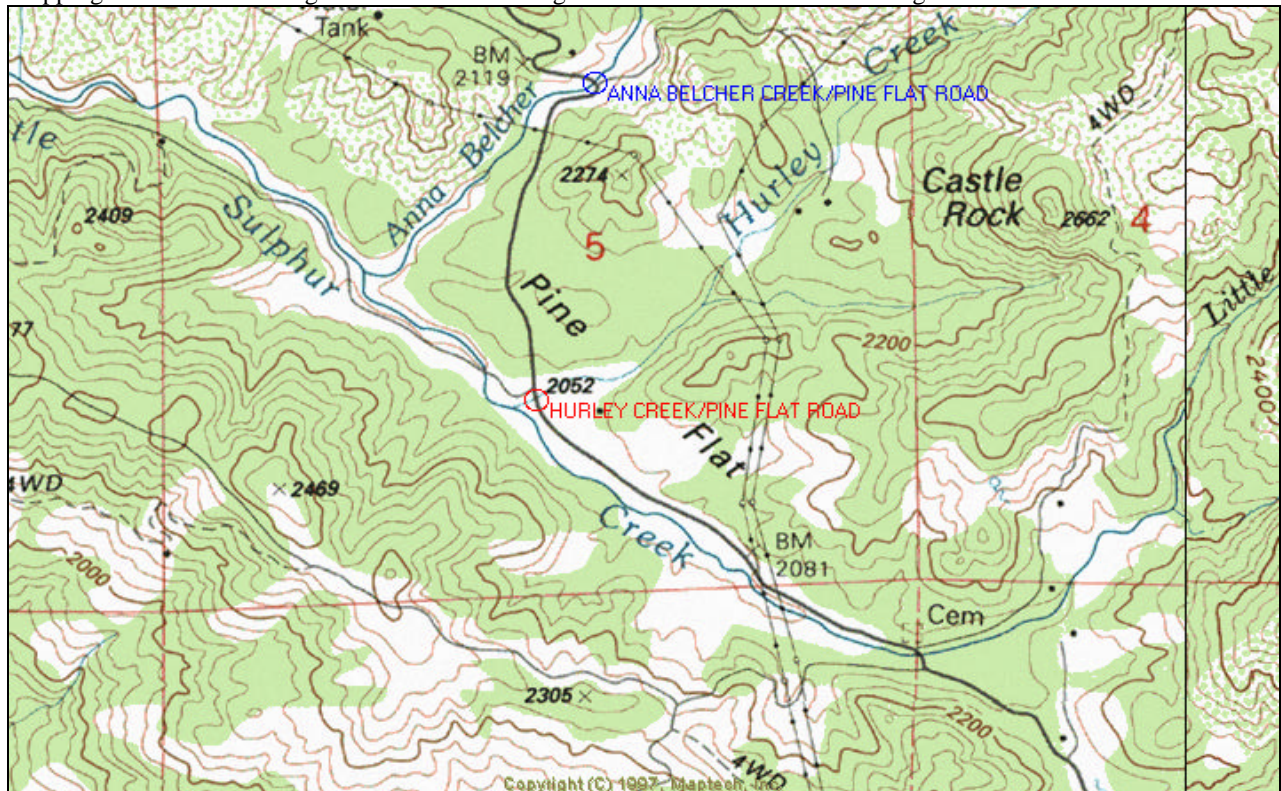 Tank
BM
2119
ANNA BELCHER CREEK/PINE FLAT ROAD
Creek
4WD
Anna Belcher
2274
Hurley
Castle
Rock
2662
4
2409
Sulphur
5
Little
Pine
2200
2400
2052
HURLEY CREEK/PINE FLAT ROAD
Flat
4WD
2469
Creek
BM
2081
2000
Cem
2305
2200
4WD
Copyright (C) 1997, Maptech, Inc.